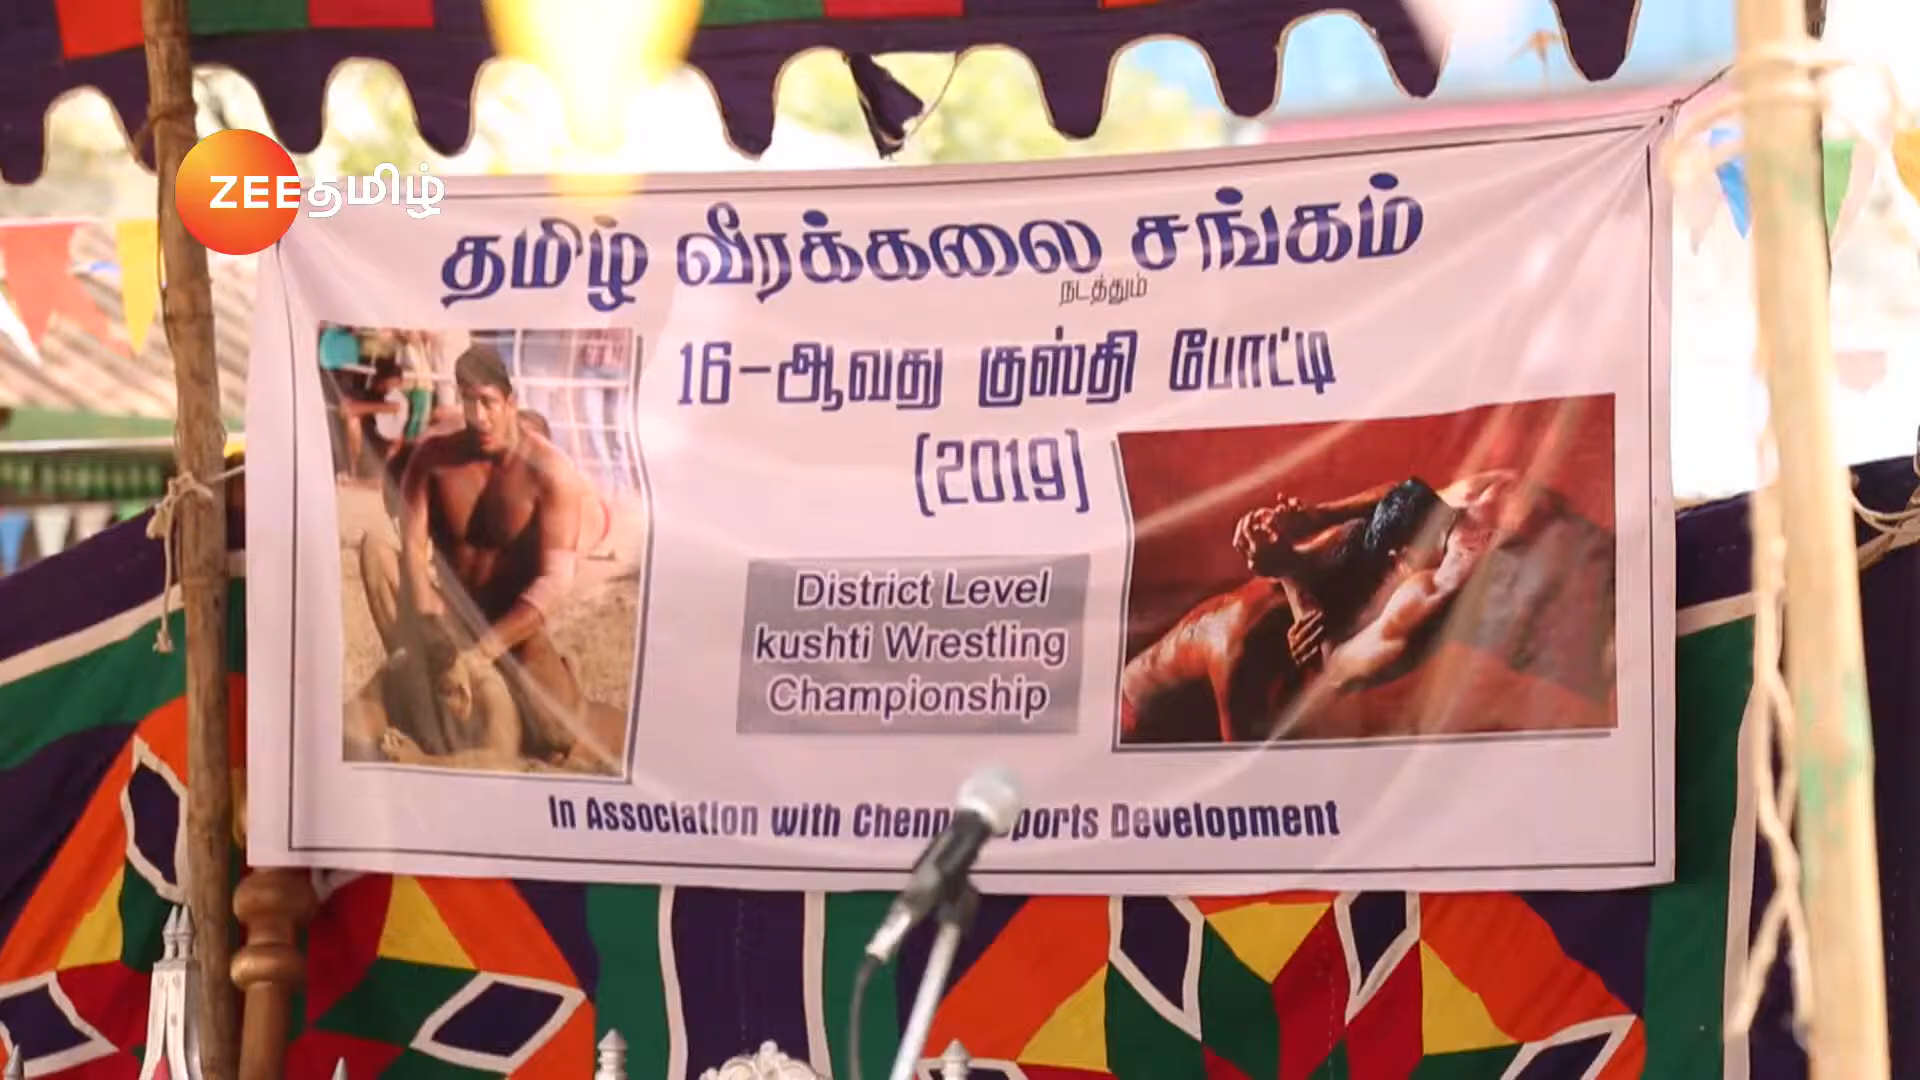 ZEEதமிழ்
தமிழ் வீரக்கலை சங்கம்
நடத்தும்
16-ஆவது குஸ்தி போட்டி
(2019)
District Level
kushti Wrestling
Championship
In Association with Development